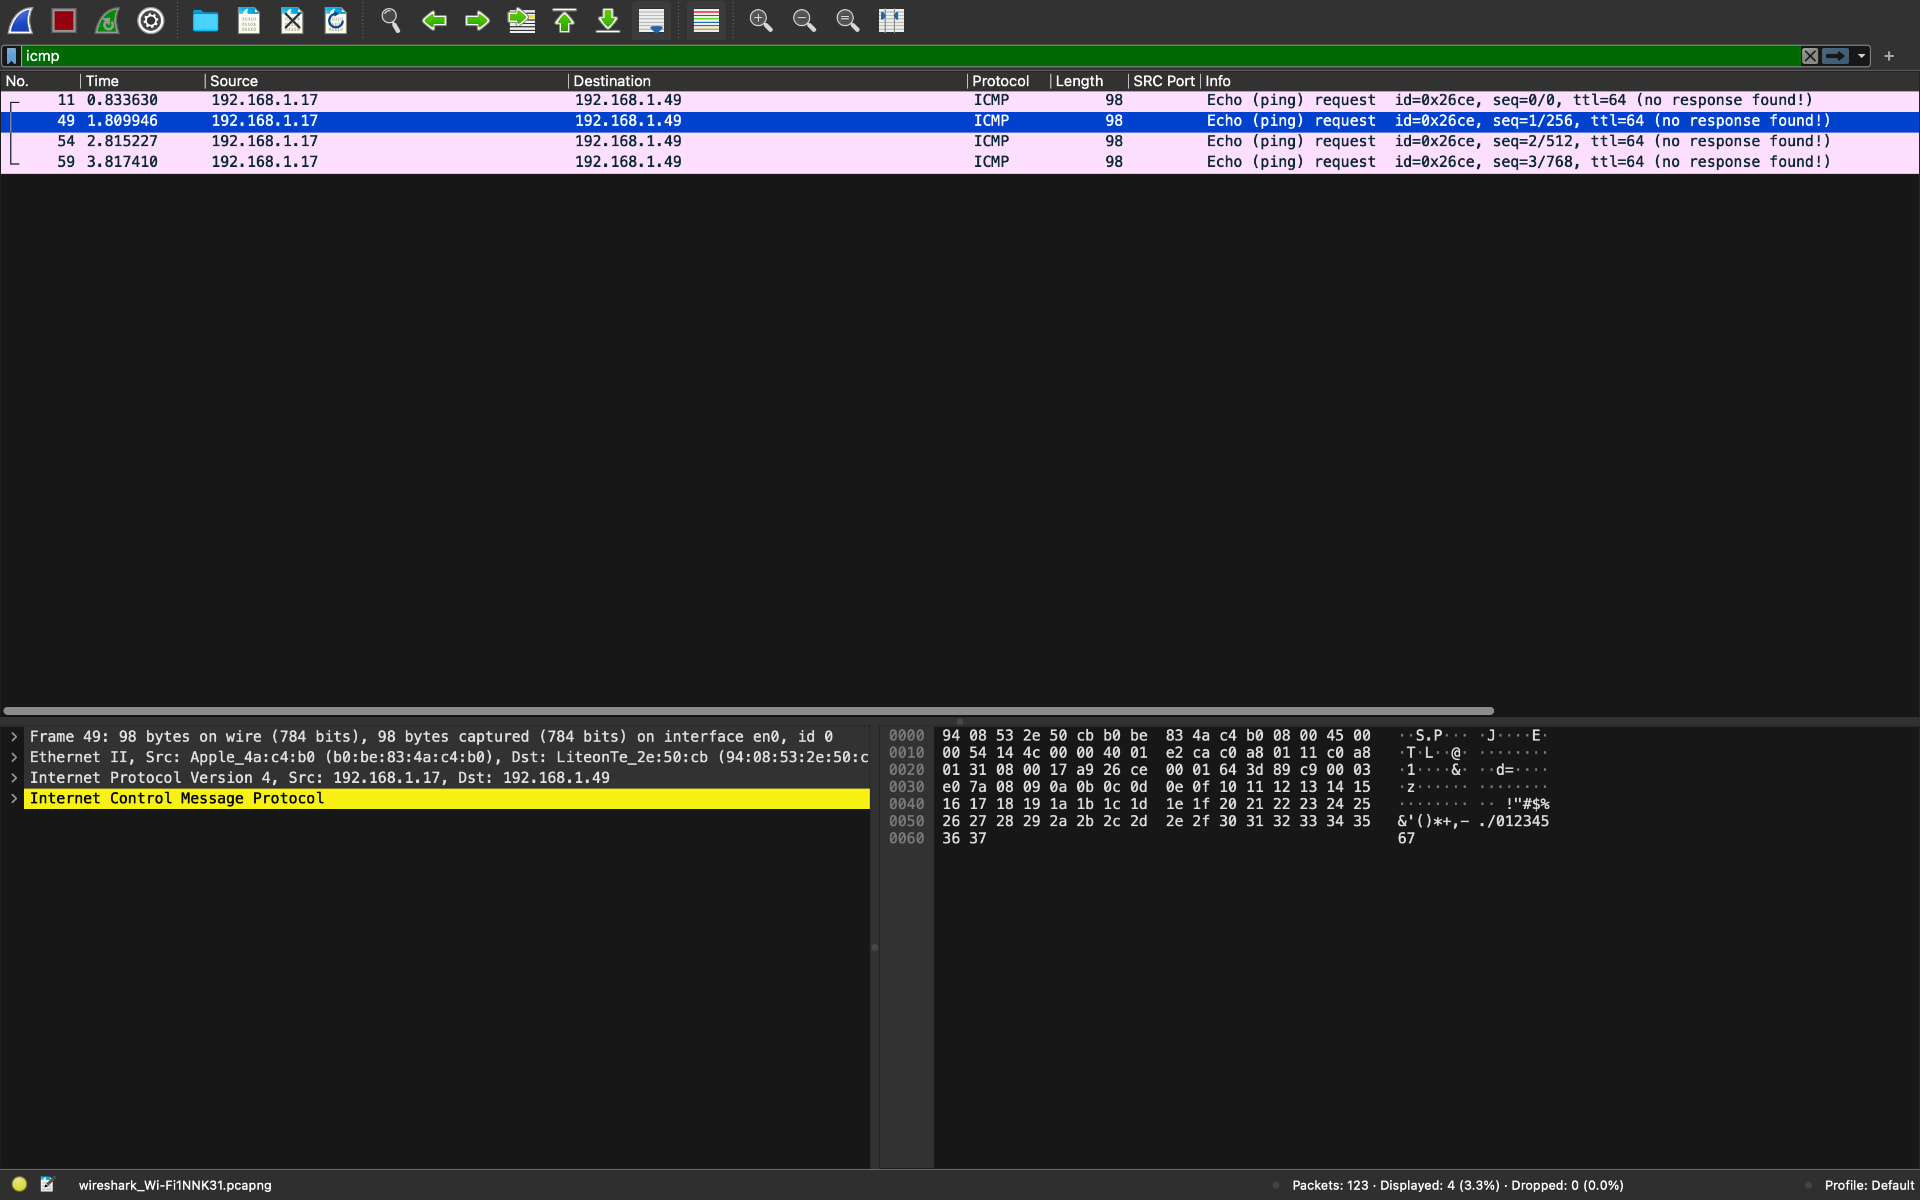 icmp
No. Time Source Destination Protocol Length SRC Port Info
11 0.833630 192.168.1.17 192.168.1.49 ICMP 98 Echo (ping) request id=0x26ce, seq=0/0, ttl=64 (no response found!)
49 1.809946 192.168.1.17 192.168.1.49 ICMP 98 Echo (ping) request id=0x26ce, seq=1/256, ttl=64 (no response found!)
54 2.815227 192.168.1.17 192.168.1.49 ICMP 98 Echo (ping) request id=0x26ce, seq=2/512, ttl=64 (no response found!)
59 3.817410 192.168.1.17 192.168.1.49 ICMP 98 Echo (ping) request id=0x26ce, seq=3/768, ttl=64 (no response found!)
Frame 49: 98 bytes on wire (784 bits), 98 bytes captured (784 bits) on interface en0, id 0
Ethernet II, Src: Apple_4a:c4:b0 (b0:be:83:4a:c4:b0), Dst: LiteonTe_2e:50:cb (94:08:53:2e:50:c
Internet Protocol Version 4, Src: 192.168.1.17, Dst: 192.168.1.49
Internet Control Message Protocol
0000 94 08 53 2e 50 cb b0 be 83 4a c4 b0 08 00 45 00 ··S.P··· ·J····E·
0010 00 54 14 4c 00 00 40 01 e2 ca c0 a8 01 11 c0 a8 ·T·L··@· ········
0020 01 31 08 00 17 a9 26 ce 00 01 64 3d 89 c9 00 03 ·1····&· ··d=····
0030 e0 7a 08 09 0a 0b 0c 0d 0e 0f 10 11 12 13 14 15 ·z······ ········
0040 16 17 18 19 1a 1b 1c 1d 1e 1f 20 21 22 23 24 25 ········ ·· !"#$%
0050 26 27 28 29 2a 2b 2c 2d 2e 2f 30 31 32 33 34 35 &'()*+,- ./012345
0060 36 37 67
wireshark_Wi-Fi1NNK31.pcapng
Packets: 123 · Displayed: 4 (3.3%) · Dropped: 0 (0.0%)
Profile: Default